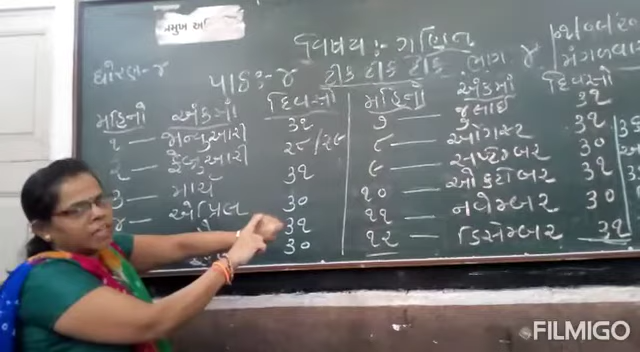 પ્રમુખ
વિષય :- ગણિત
ધોરણ-૪
પાઠ:- ૪ ટીક ટીક ટીક ભાગ ૪
મંગળવાર
મહિનો અંકમાં દિવસો મહિનો અંકમાં દિવસો
૧ — જાન્યુઆરી ૩૧ ૭ — જુલાઈ ૩૧
૨ — ફેબ્રુઆરી ૨૮/૨૯ ૮ — ઓગસ્ટ ૩૧
૩ — માર્ચ ૩૧ ૯ — સપ્ટેમ્બર ૩૦
૪ — એપ્રિલ ૩૦ ૧૦ — ઓક્ટોબર ૩૧
૩૧ ૧૧ — નવેમ્બર ૩૦
૩૦ ૧૨ — ડિસેમ્બર ૩૧
FILMIGO